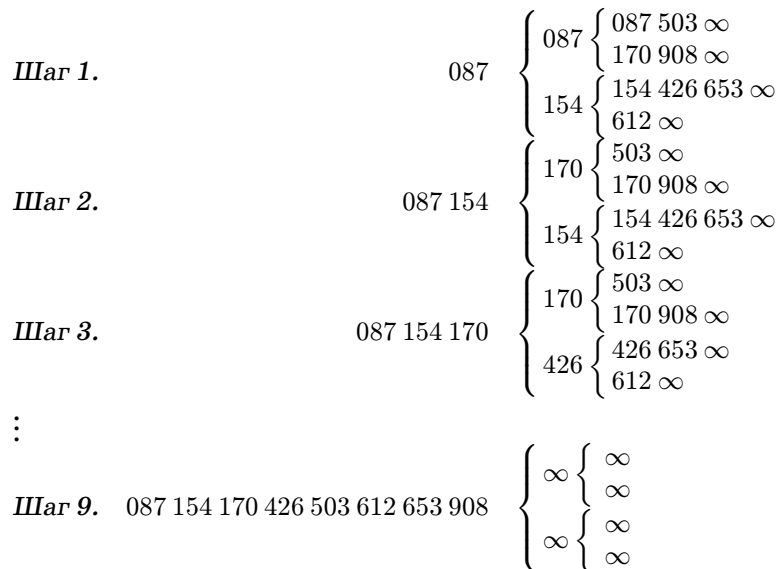 087 503 ∞
Шаг 1. 087 { 087 { 170 908 ∞
154 { 154 426 653 ∞
612 ∞
503 ∞
Шаг 2. 087 154 { 170 { 170 908 ∞
154 { 154 426 653 ∞
612 ∞
503 ∞
Шаг 3. 087 154 170 { 170 { 170 908 ∞
426 { 426 653 ∞
612 ∞
⋮
∞
Шаг 9. 087 154 170 426 503 612 653 908 { ∞ { ∞
∞ { ∞
∞